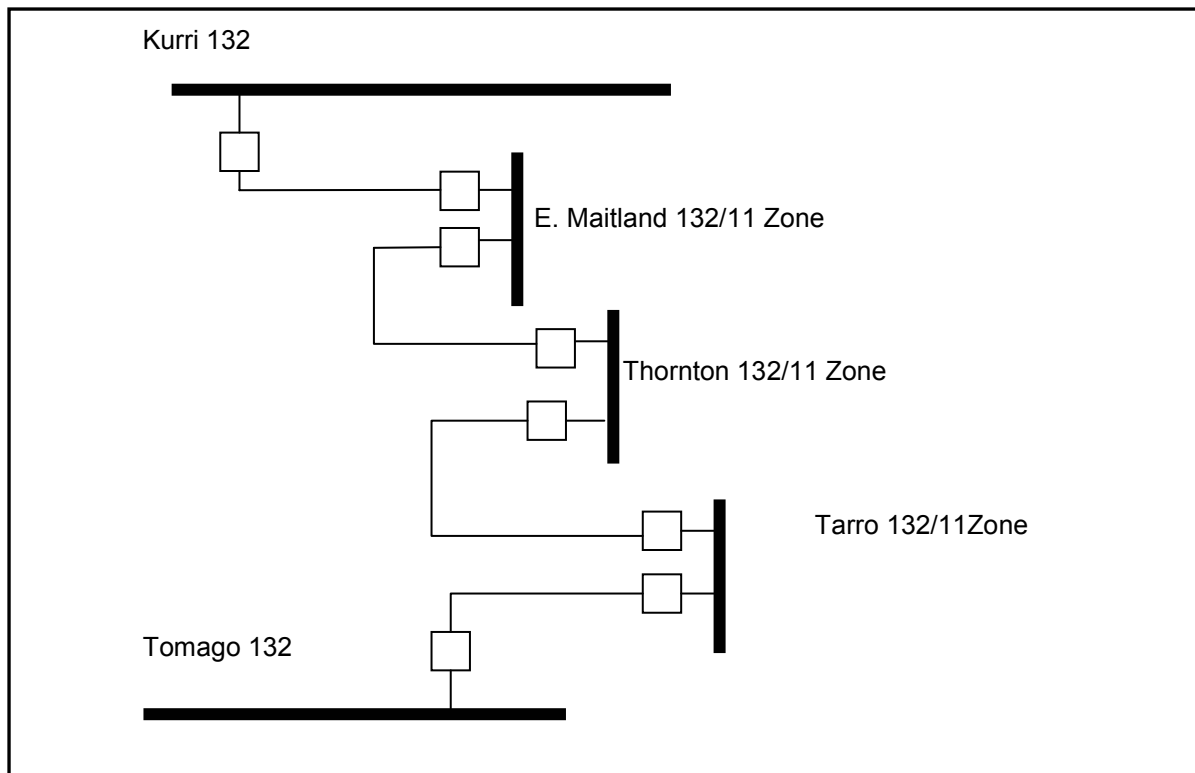 Kurri 132
E. Maitland 132/11 Zone
Thornton 132/11 Zone
Tarro 132/11Zone
Tomago 132